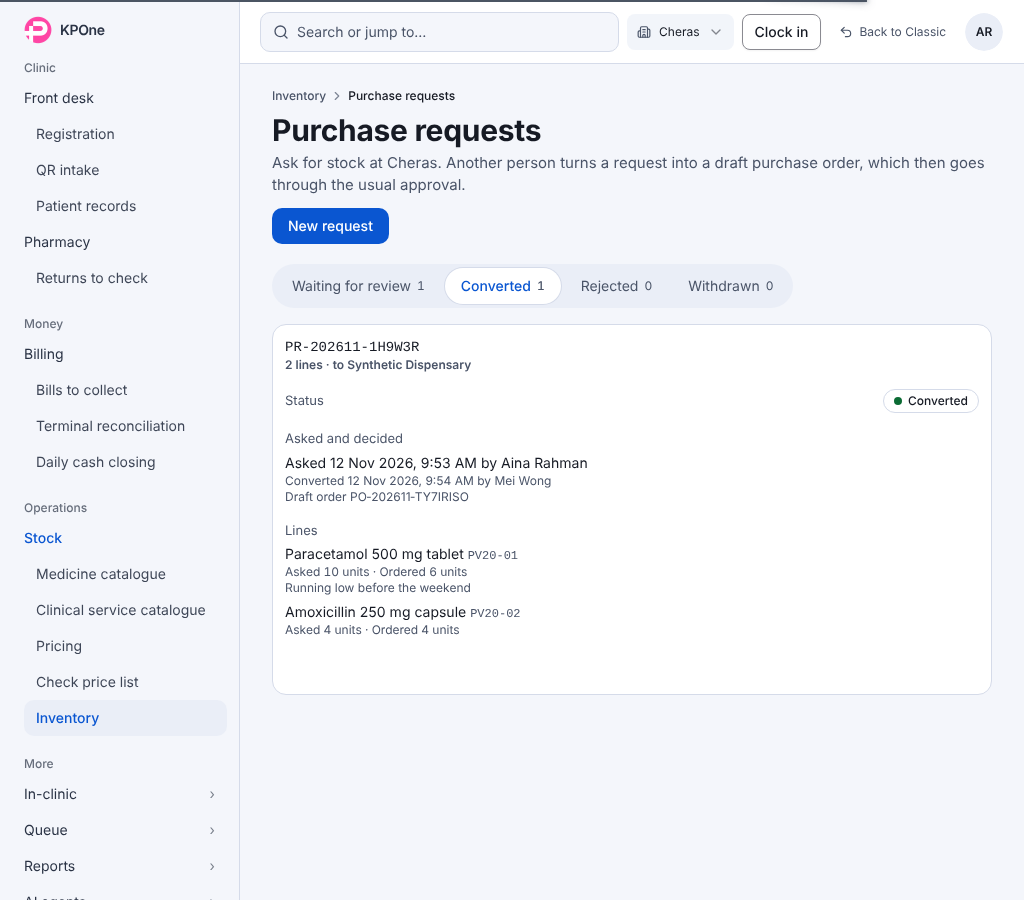 KPOne
Search or jump to...
Cheras
Clock in
Back to Classic
AR
Clinic
Front desk
Registration
QR intake
Patient records
Pharmacy
Returns to check
Money
Billing
Bills to collect
Terminal reconciliation
Daily cash closing
Operations
Stock
Medicine catalogue
Clinical service catalogue
Pricing
Check price list
Inventory
More
In-clinic
Queue
Reports
Inventory
Purchase requests
Purchase requests
Ask for stock at Cheras. Another person turns a request into a draft purchase order, which then goes
through the usual approval.
New request
Waiting for review 1
Converted 1
Rejected 0
Withdrawn 0
PR-202611-1H9W3R
2 lines · to Synthetic Dispensary
Status
Converted
Asked and decided
Asked 12 Nov 2026, 9:53 AM by Aina Rahman
Converted 12 Nov 2026, 9:54 AM by Mei Wong
Draft order PO-202611-TY7IRISO
Lines
Paracetamol 500 mg tablet PV20-01
Asked 10 units · Ordered 6 units
Running low before the weekend
Amoxicillin 250 mg capsule PV20-02
Asked 4 units · Ordered 4 units